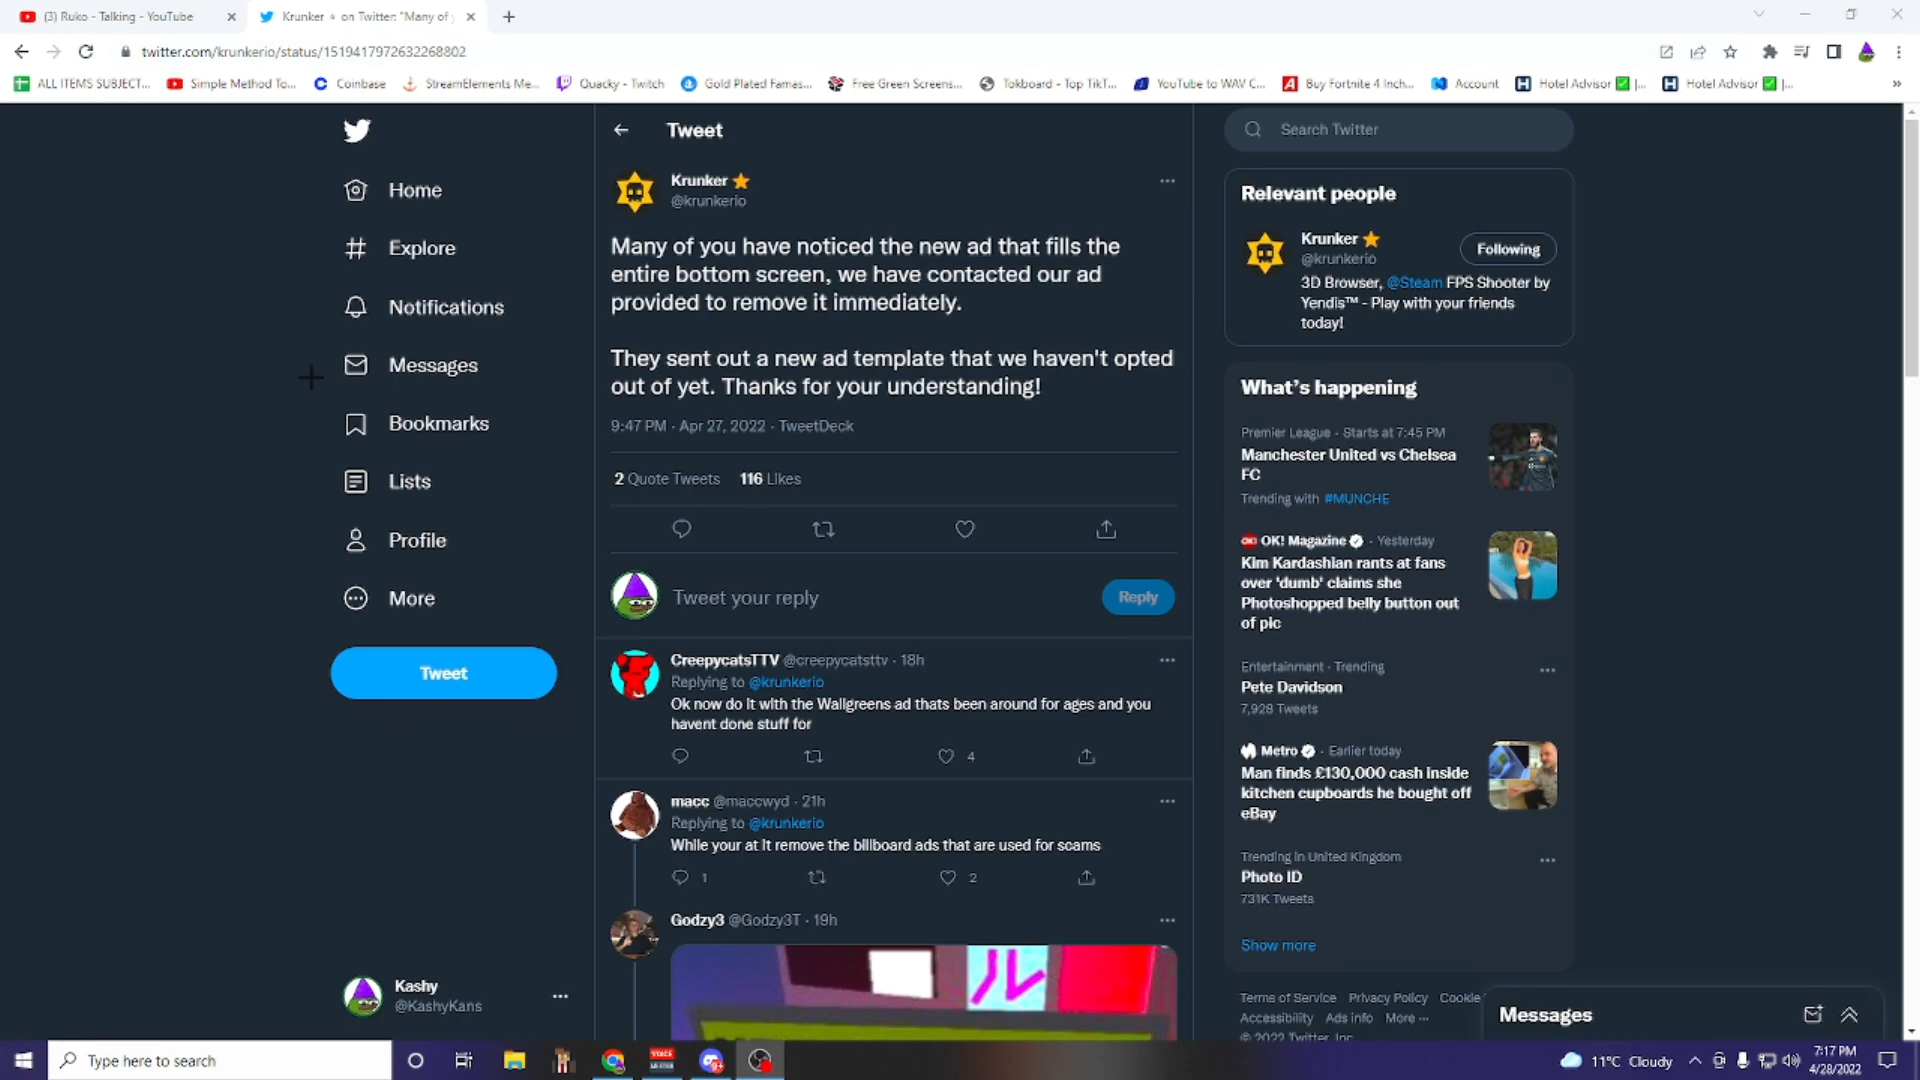 (3) Ruko - Talking - YouTube
Krunker on Twitter: "Many of y
twitter.com/krunkerio/status/1519417972632268802
ALL ITEMS SUBJECT...
Simple Method To...
Coinbase
StreamElements Me...
Quacky - Twitch
Gold Plated Famas...
Free Green Screens...
Tokboard - Top TikT...
YouTube to WAV C...
Buy Fortnite 4 Inch...
Account
Hotel Advisor ✅ |...
Hotel Advisor ✅ |...
Home
Explore
Notifications
Messages
Bookmarks
Lists
Profile
More
Tweet
Kashy
@KashyKans
Tweet
Krunker ⭐
@krunkerio
Many of you have noticed the new ad that fills the
entire bottom screen, we have contacted our ad
provided to remove it immediately.
They sent out a new ad template that we haven't opted
out of yet. Thanks for your understanding!
9:47 PM · Apr 27, 2022 · TweetDeck
2 Quote Tweets 116 Likes
Tweet your reply
Reply
CreepycatsTTV @creepycatsttv · 18h
Replying to @krunkerio
Ok now do it with the Wallgreens ad thats been around for ages and you
havent done stuff for
4
macc @maccwyd · 21h
Replying to @krunkerio
While your at it remove the billboard ads that are used for scams
1 2
Godzy3 @Godzy3T · 19h
Search Twitter
Relevant people
Krunker ⭐
@krunkerio
Following
3D Browser, @Steam FPS Shooter by
Yendis™ - Play with your friends
today!
What's happening
Premier League · Starts at 7:45 PM
Manchester United vs Chelsea
FC
Trending with #MUNCHE
OK! Magazine · Yesterday
Kim Kardashian rants at fans
over 'dumb' claims she
Photoshopped belly button out
of pic
Entertainment · Trending
Pete Davidson
7,928 Tweets
Metro · Earlier today
Man finds £130,000 cash inside
kitchen cupboards he bought off
eBay
Trending in United Kingdom
Photo ID
731K Tweets
Show more
Terms of Service Privacy Policy Cookie
Accessibility Ads info More ···
© 2022 Twitter, Inc.
Messages
Type here to search
11°C Cloudy
7:17 PM
4/28/2022